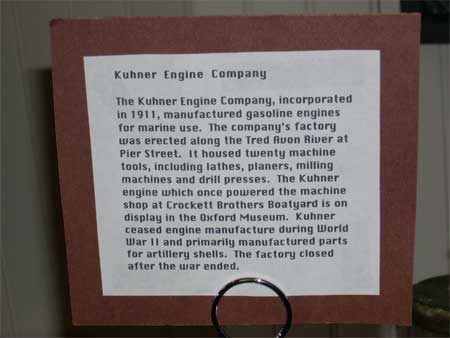 Kuhner Engine Company
The Kuhner Engine Company, incorporated
in 1911, manufactured gasoline engines
for marine use. The company's factory
was erected along the Tred Avon River at
Pier Street. It housed twenty machine
tools, including lathes, planers, milling
machines and drill presses. The Kuhner
engine which once powered the machine
shop at Crockett Brothers Boatyard is on
display in the Oxford Museum. Kuhner
ceased engine manufacture during World
War II and primarily manufactured parts
for artillery shells. The factory closed
after the war ended.